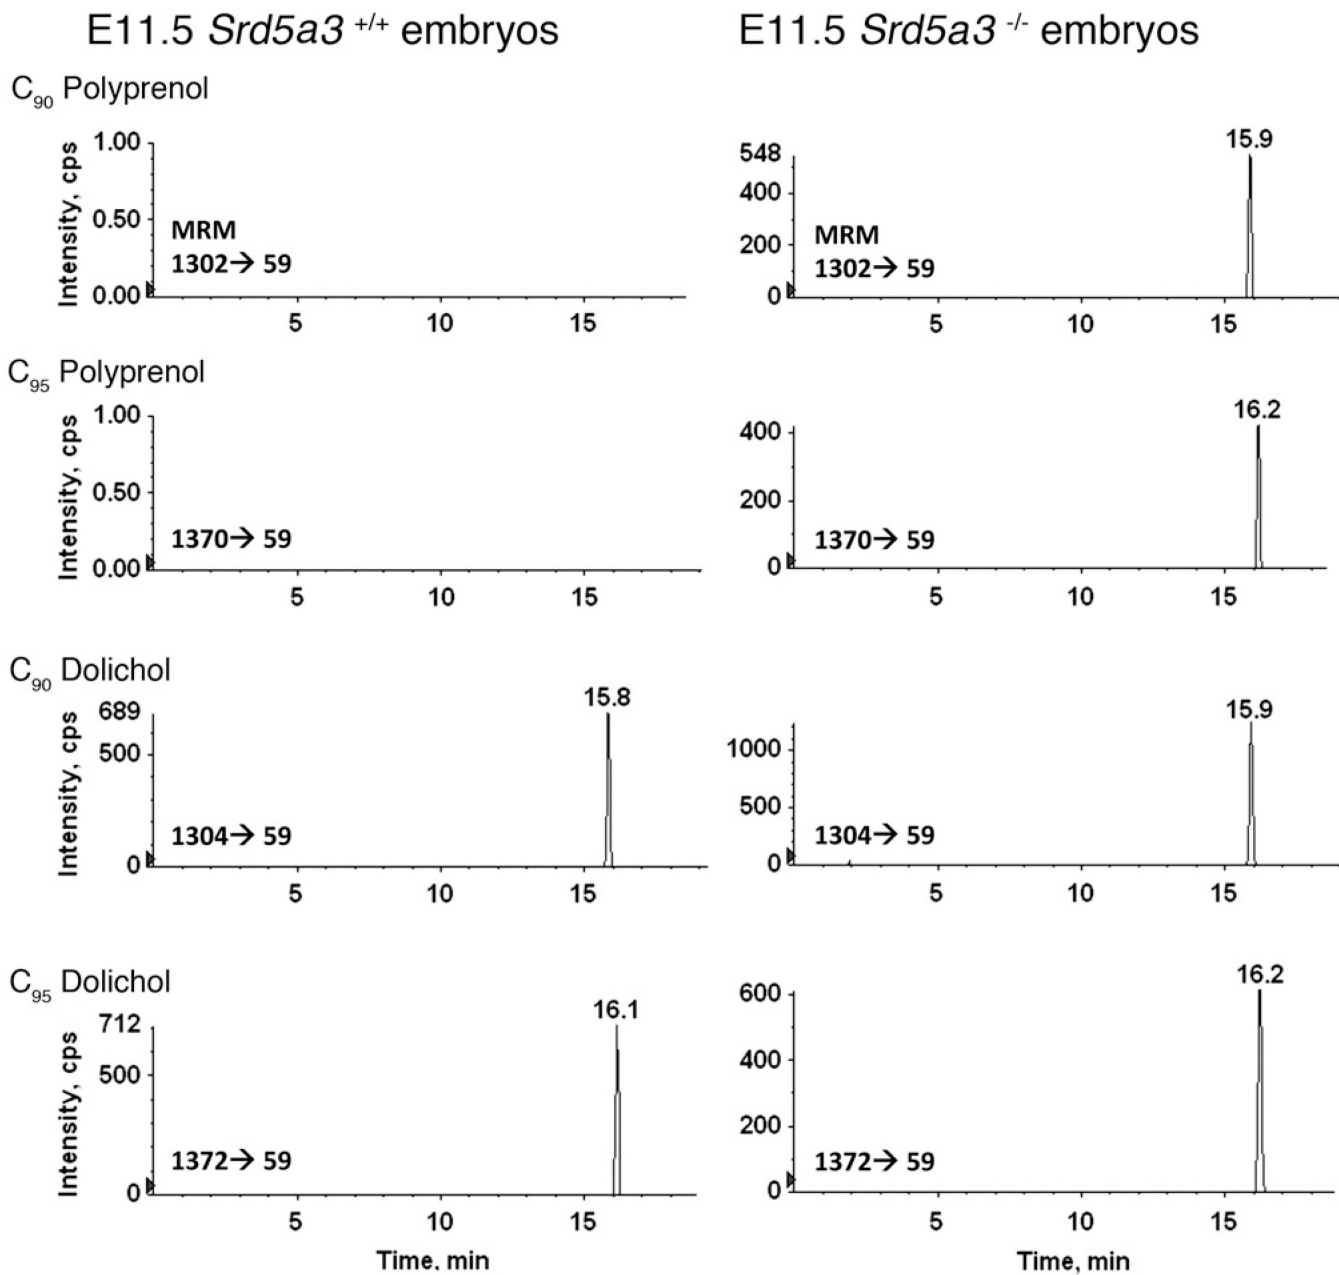 E11.5 Srd5a3 +/+ embryos
E11.5 Srd5a3 -/- embryos
C90 Polyprenol
Intensity, cps
1.00
0.50
0.00
MRM
1302→ 59
5 10 15
548
400
200
0
15.9
MRM
1302→ 59
5 10 15
C95 Polyprenol
Intensity, cps
1.00
0.50
0.00
1370→ 59
5 10 15
400
200
0
16.2
1370→ 59
5 10 15
C90 Dolichol
Intensity, cps
689
500
0
15.8
1304→ 59
5 10 15
1000
500
0
15.9
1304→ 59
5 10 15
C95 Dolichol
Intensity, cps
712
500
0
16.1
1372→ 59
5 10 15
Time, min
600
400
200
0
16.2
1372→ 59
5 10 15
Time, min